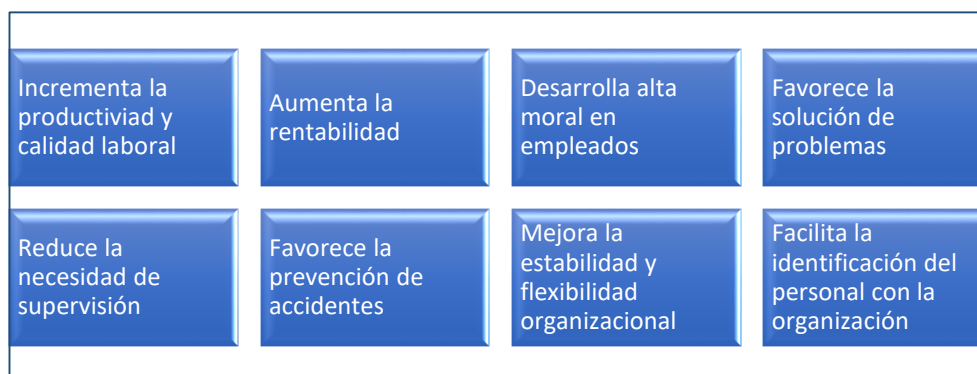 Incrementa la
productiviad y
calidad laboral
Aumenta la
rentabilidad
Desarrolla alta
moral en
empleados
Favorece la
solución de
problemas
Reduce la
necesidad de
supervisión
Favorece la
prevención de
accidentes
Mejora la
estabilidad y
flexibilidad
organizacional
Facilita la
identificación del
personal con la
organización